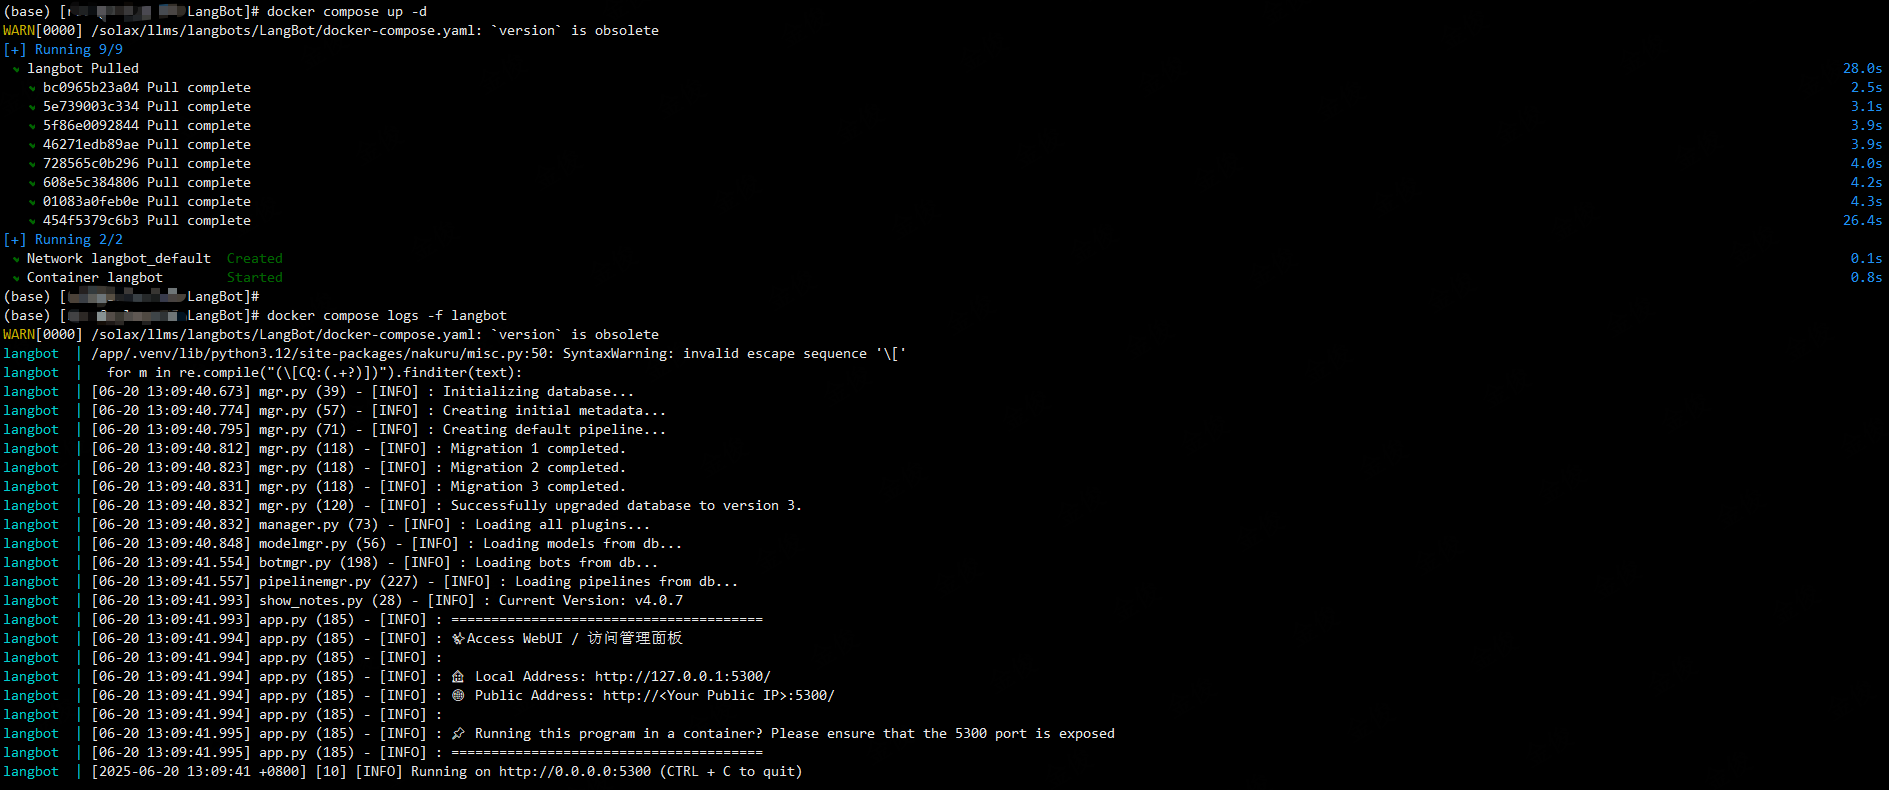 (base) [ LangBot]# docker compose up -d
WARN[0000] /solax/llms/langbots/LangBot/docker-compose.yaml: `version` is obsolete
[+] Running 9/9
✔ langbot Pulled 28.0s
✔ bc0965b23a04 Pull complete 2.5s
✔ 5e739003c334 Pull complete 3.1s
✔ 5f86e0092844 Pull complete 3.9s
✔ 46271edb89ae Pull complete 3.9s
✔ 728565c0b296 Pull complete 4.0s
✔ 608e5c384806 Pull complete 4.2s
✔ 01083a0feb0e Pull complete 4.3s
✔ 454f5379c6b3 Pull complete 26.4s
[+] Running 2/2
✔ Network langbot_default Created 0.1s
✔ Container langbot Started 0.8s
(base) [ LangBot]#
(base) [ LangBot]# docker compose logs -f langbot
WARN[0000] /solax/llms/langbots/LangBot/docker-compose.yaml: `version` is obsolete
langbot | /app/.venv/lib/python3.12/site-packages/nakuru/misc.py:50: SyntaxWarning: invalid escape sequence '\['
langbot | for m in re.compile("(\[CQ:(.+?)])").finditer(text):
langbot | [06-20 13:09:40.673] mgr.py (39) - [INFO] : Initializing database...
langbot | [06-20 13:09:40.774] mgr.py (57) - [INFO] : Creating initial metadata...
langbot | [06-20 13:09:40.795] mgr.py (71) - [INFO] : Creating default pipeline...
langbot | [06-20 13:09:40.812] mgr.py (118) - [INFO] : Migration 1 completed.
langbot | [06-20 13:09:40.823] mgr.py (118) - [INFO] : Migration 2 completed.
langbot | [06-20 13:09:40.831] mgr.py (118) - [INFO] : Migration 3 completed.
langbot | [06-20 13:09:40.832] mgr.py (120) - [INFO] : Successfully upgraded database to version 3.
langbot | [06-20 13:09:40.832] manager.py (73) - [INFO] : Loading all plugins...
langbot | [06-20 13:09:40.848] modelmgr.py (56) - [INFO] : Loading models from db...
langbot | [06-20 13:09:41.554] botmgr.py (198) - [INFO] : Loading bots from db...
langbot | [06-20 13:09:41.557] pipelinemgr.py (227) - [INFO] : Loading pipelines from db...
langbot | [06-20 13:09:41.993] show_notes.py (28) - [INFO] : Current Version: v4.0.7
langbot | [06-20 13:09:41.993] app.py (185) - [INFO] : =======================================
langbot | [06-20 13:09:41.994] app.py (185) - [INFO] : ✨Access WebUI / 访问管理面板
langbot | [06-20 13:09:41.994] app.py (185) - [INFO] :
langbot | [06-20 13:09:41.994] app.py (185) - [INFO] : 🏠 Local Address: http://127.0.0.1:5300/
langbot | [06-20 13:09:41.994] app.py (185) - [INFO] : 🌐 Public Address: http://<Your Public IP>:5300/
langbot | [06-20 13:09:41.994] app.py (185) - [INFO] :
langbot | [06-20 13:09:41.995] app.py (185) - [INFO] : 📌 Running this program in a container? Please ensure that the 5300 port is exposed
langbot | [06-20 13:09:41.995] app.py (185) - [INFO] : =======================================
langbot | [2025-06-20 13:09:41 +0800] [10] [INFO] Running on http://0.0.0.0:5300 (CTRL + C to quit)